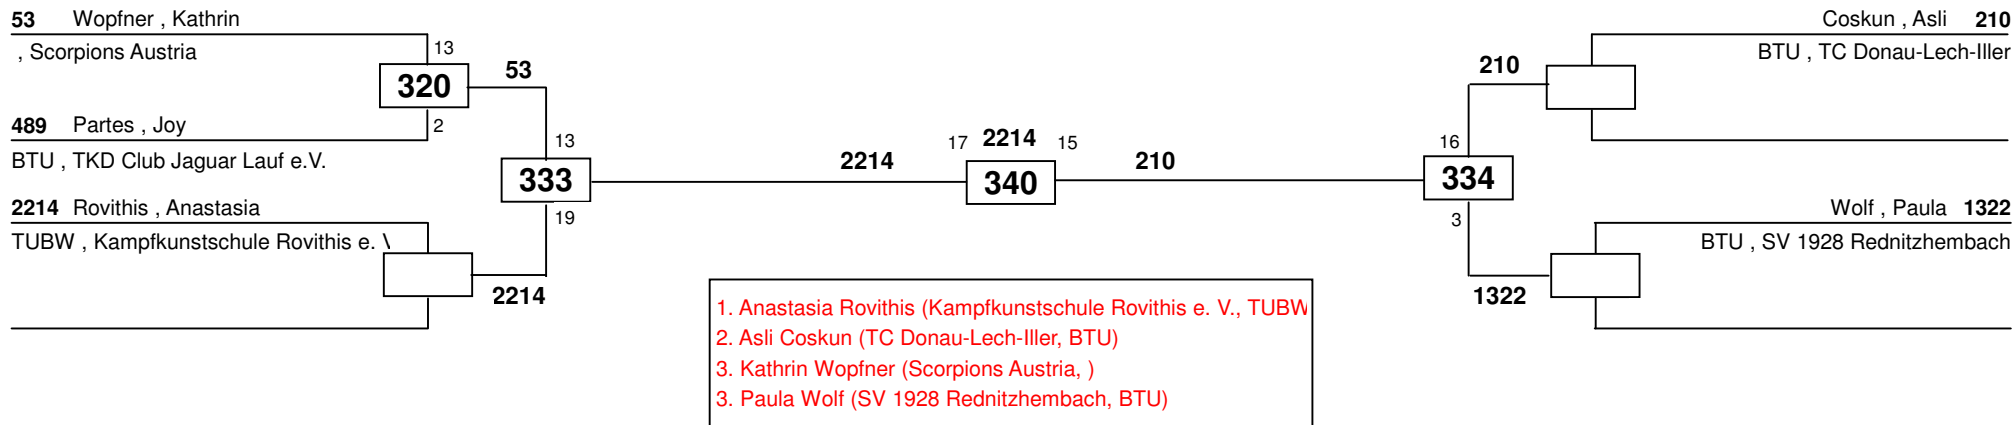 53 Wopfner , Kathrin
, Scorpions Austria
13
320
53
489 Partes , Joy
2
BTU , TKD Club Jaguar Lauf e.V.
13
333
19
2214 Rovithis , Anastasia
TUBW , Kampfkunstschule Rovithis e. V
2214
2214
17 2214 15
340
210
Coskun , Asli 210
BTU , TC Donau-Lech-Iller
210
16
334
3
Wolf , Paula 1322
BTU , SV 1928 Rednitzhembach
1322
1. Anastasia Rovithis (Kampfkunstschule Rovithis e. V., TUBW
2. Asli Coskun (TC Donau-Lech-Iller, BTU)
3. Kathrin Wopfner (Scorpions Austria, )
3. Paula Wolf (SV 1928 Rednitzhembach, BTU)